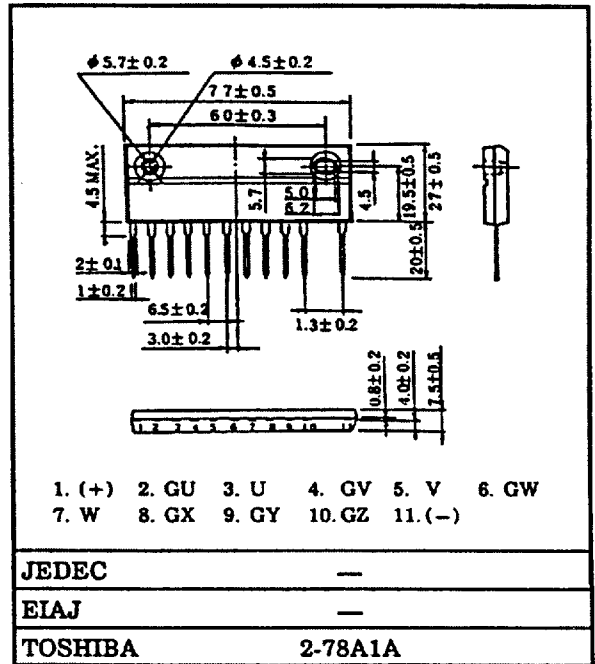 ϕ 5.7± 0.2 ϕ 4.5± 0.2
7 7± 0.5
60± 0.3
4.5 MAX.
5.7
5.0
6.2
4.5
19.5± 0.5
27± 0.5
20± 0.5
2± 0.1
1± 0.2
6.5± 0.2
3.0± 0.2
1.3± 0.2
0.8± 0.2
4.0± 0.2
7.5± 0.5
1 2 3 4 5 6 7 8 9 10 11
1. (+) 2. GU 3. U 4. GV 5. V 6. GW
7. W 8. GX 9. GY 10. GZ 11. (−)
JEDEC —
EIAJ —
TOSHIBA 2-78A1A